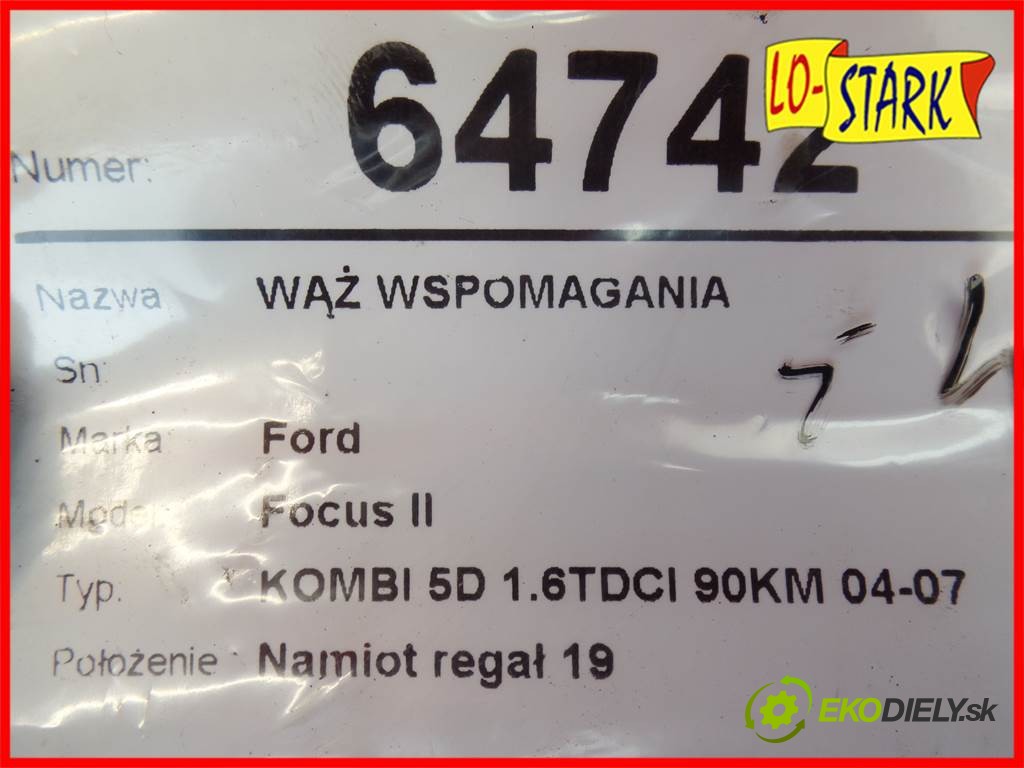 Numer: 64742
LO-STARK
Nazwa WĄŻ WSPOMAGANIA
Sn:
Marka: Ford
Model Focus II
Typ. KOMBI 5D 1.6TDCI 90KM 04-07
Położenie Namiot regał 19
EKODIELY.sk